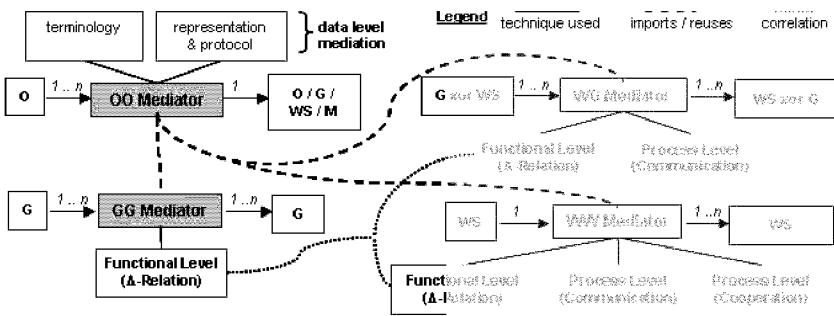 terminology
representation
& protocol
data level
mediation
Legend
technique used
imports / reuses
correlation
O
1 .. n
OO Mediator
1
O / G /
WS / M
G xor WS
1..n
WG Mediator
1..n
WS xor G
Functional Level
(Δ-Relation)
Process Level
(Communication)
G
1 .. n
GG Mediator
1..n
G
Functional Level
(Δ-Relation)
WS
1
WW Mediator
1..n
WS
Functional Level
(Δ-Relation)
Process Level
(Communication)
Process Level
(Cooperation)